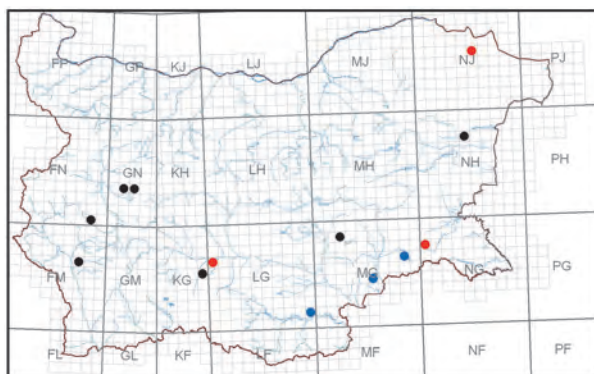 FP GP KJ LJ MJ NJ PJ
FN GN KH LH MH NH PH
FM GM KG LG MG NG PG
FL GL KF LF MF NF PF